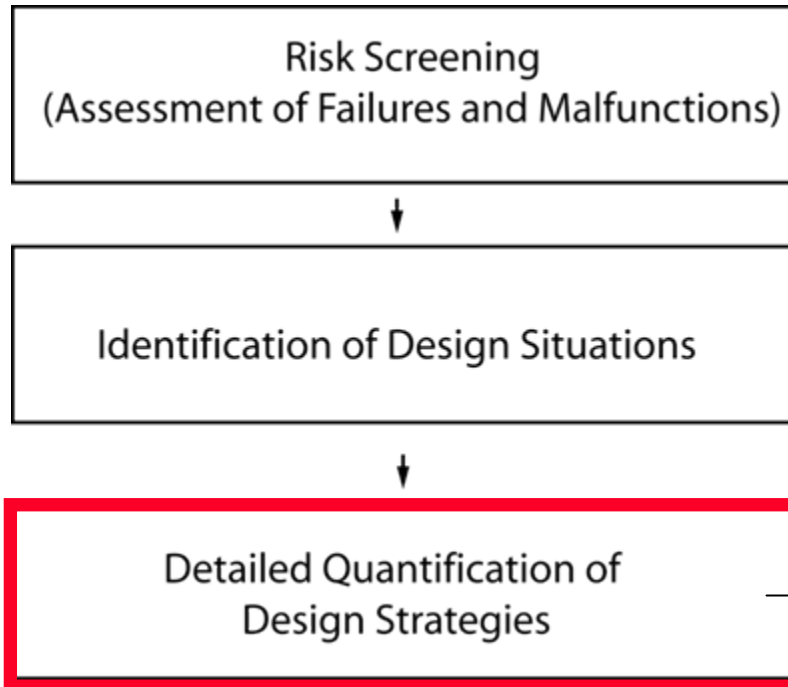 Risk Screening
(Assessment of Failures and Malfunctions)
Identification of Design Situations
Detailed Quantification of
Design Strategies